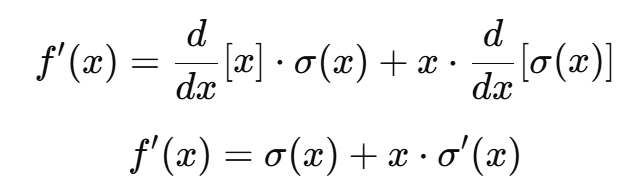 f′(x) = d/dx [x] · σ(x) + x · d/dx [σ(x)]
f′(x) = σ(x) + x · σ′(x)